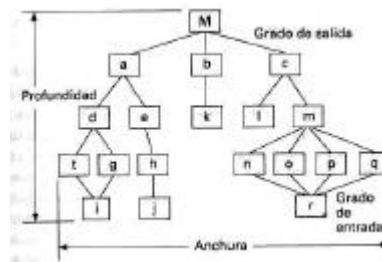 M
Grado de salida
a b c
Profundidad
d e k l m
t g h n o p q
i j r
Grado
de
entrada
Anchura